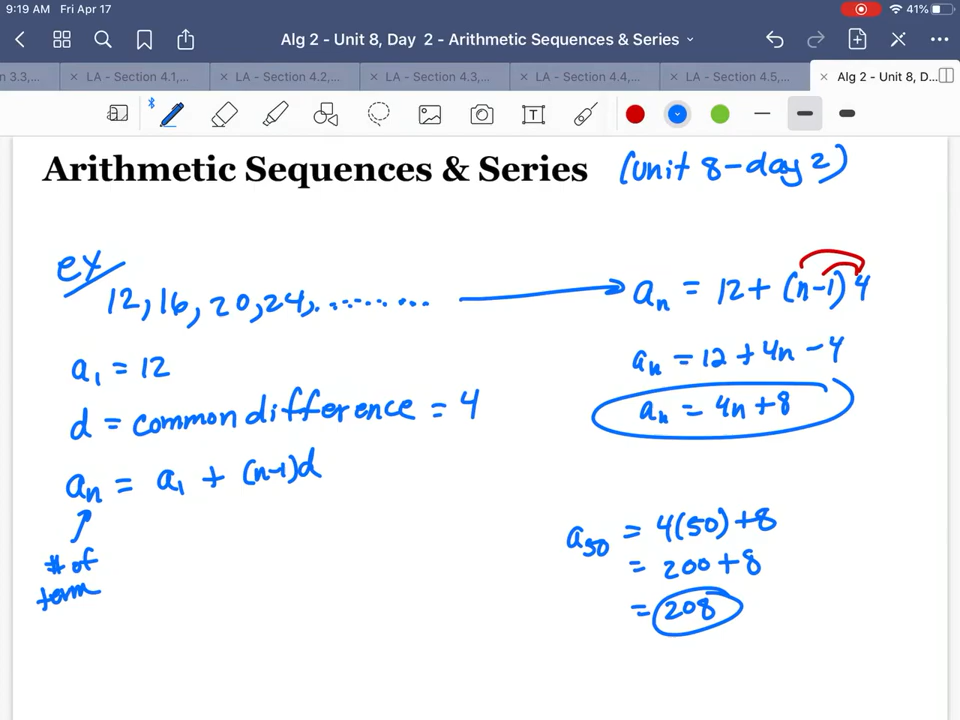 9:19 AM Fri Apr 17
41%
Alg 2 - Unit 8, Day 2 - Arithmetic Sequences & Series
n 3.3,...
LA - Section 4.1,...
LA - Section 4.2,...
LA - Section 4.3,...
LA - Section 4.4,...
LA - Section 4.5,...
Alg 2 - Unit 8, D...
T
Arithmetic Sequences & Series (Unit 8 - day 2)
ex
12, 16, 20, 24, .........
aₙ = 12 + (n-1)4
a₁ = 12
aₙ = 12 + 4n - 4
d = common difference = 4
aₙ = 4n + 8
aₙ = a₁ + (n-1)d
# of
term
a₅₀ = 4(50) + 8
= 200 + 8
= 208